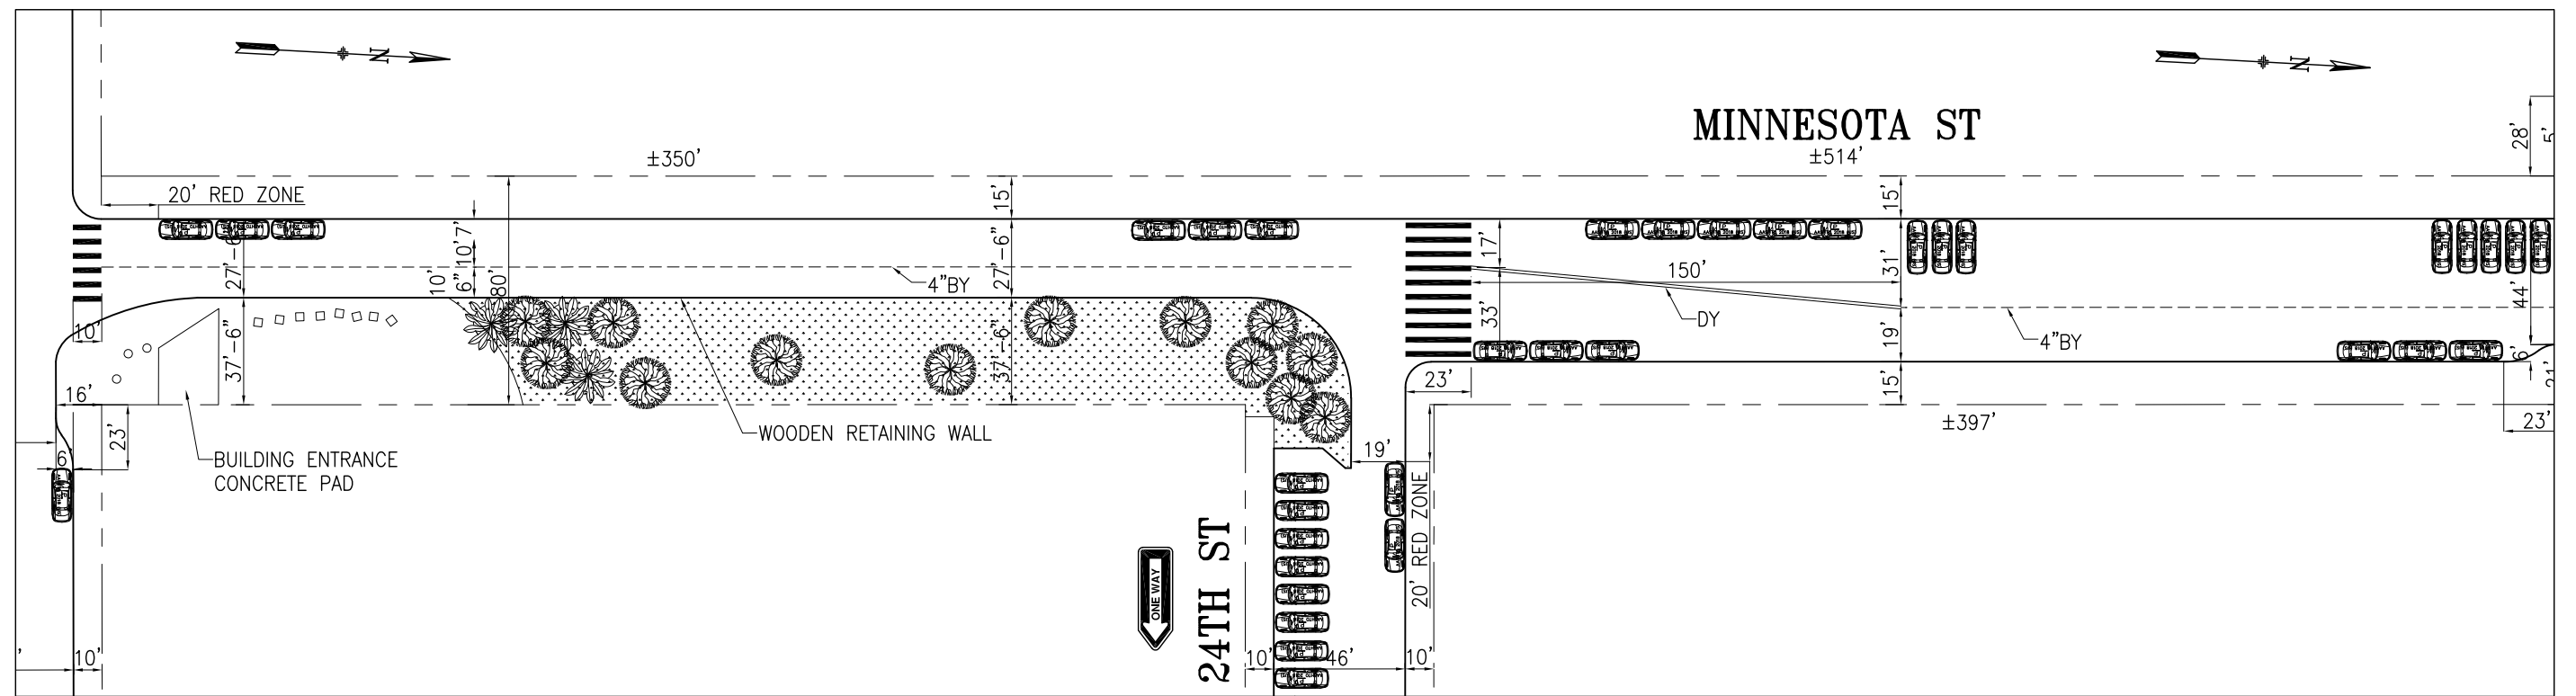 N
N
MINNESOTA ST
±350'
±514'
28'
5'
20' RED ZONE
15'
15'
27'-6"
7'
10'
10'
6"
80'
27'-6"
4"BY
17'
33'
150'
DY
31'
19'
4"BY
44'
6'
21'
10'
37'-6"
37'-6"
16'
23'
6'
WOODEN RETAINING WALL
BUILDING ENTRANCE
CONCRETE PAD
23'
15'
±397'
23'
19'
20' RED ZONE
24TH ST
ONE WAY
'
10'
10'
46'
10'